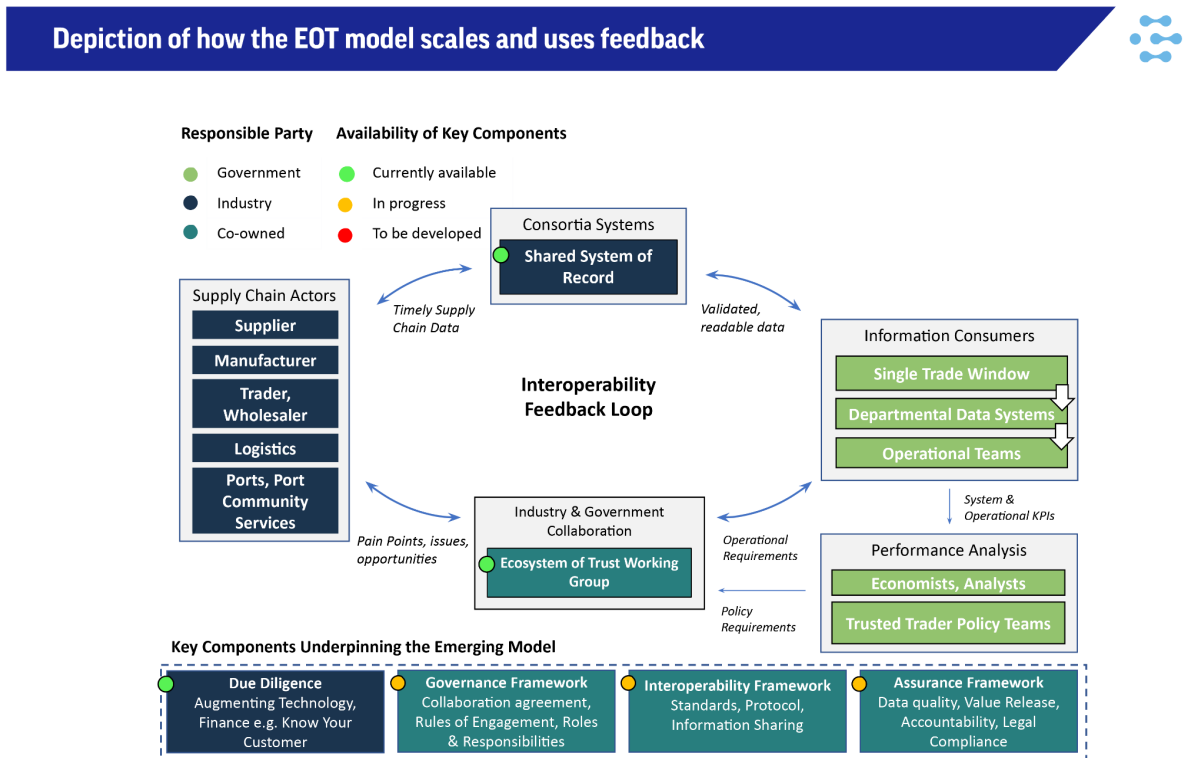 Depiction of how the EOT model scales and uses feedback
Responsible Party
Government
Industry
Co-owned
Availability of Key Components
Currently available
In progress
To be developed
Consortia Systems
Shared System of
Record
Supply Chain Actors
Supplier
Manufacturer
Trader,
Wholesaler
Logistics
Ports, Port
Community
Services
Timely Supply
Chain Data
Validated,
readable data
Interoperability
Feedback Loop
Information Consumers
Single Trade Window
Departmental Data Systems
Operational Teams
System &
Operational KPIs
Industry & Government
Collaboration
Ecosystem of Trust Working
Group
Pain Points, issues,
opportunities
Operational
Requirements
Performance Analysis
Economists, Analysts
Trusted Trader Policy Teams
Policy
Requirements
Key Components Underpinning the Emerging Model
Due Diligence
Augmenting Technology,
Finance e.g. Know Your
Customer
Governance Framework
Collaboration agreement,
Rules of Engagement, Roles
& Responsibilities
Interoperability Framework
Standards, Protocol,
Information Sharing
Assurance Framework
Data quality, Value Release,
Accountability, Legal
Compliance